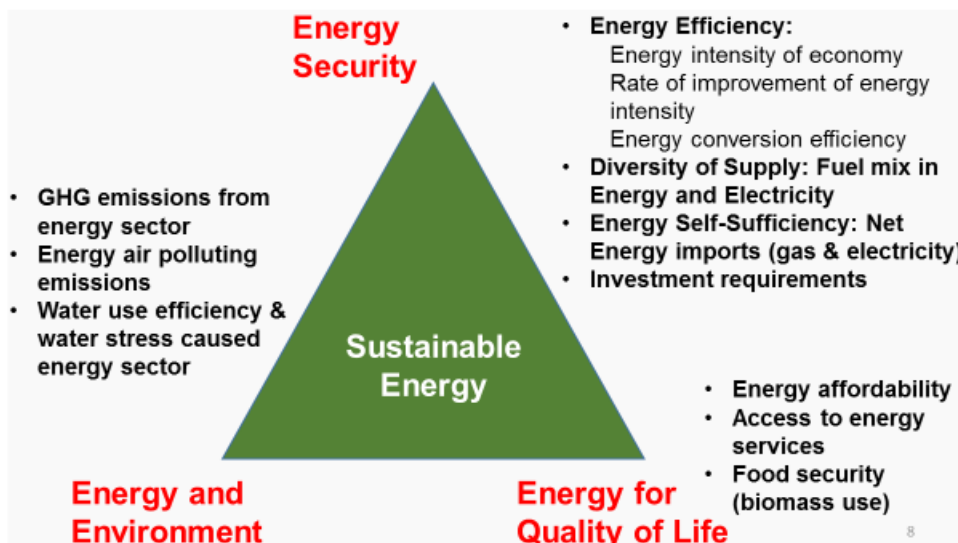 Energy
Security
• Energy Efficiency:
Energy intensity of economy
Rate of improvement of energy
intensity
Energy conversion efficiency
• Diversity of Supply: Fuel mix in
Energy and Electricity
• Energy Self-Sufficiency: Net
Energy imports (gas & electricity)
• Investment requirements
• GHG emissions from
energy sector
• Energy air polluting
emissions
• Water use efficiency &
water stress caused
energy sector
Sustainable
Energy
• Energy affordability
• Access to energy
services
• Food security
(biomass use)
Energy and
Environment
Energy for
Quality of Life
8